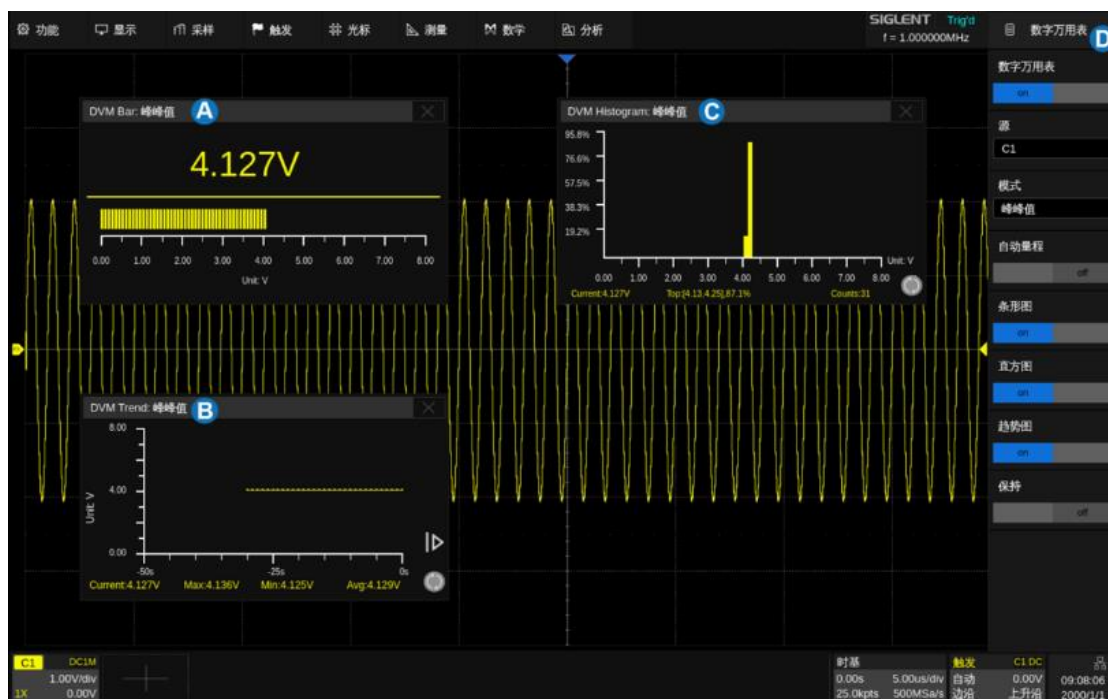 功能 显示 采样 触发 光标 测量 数学 分析
SIGLENT Trig'd
f = 1.000000MHz
数字万用表
D
DVM Bar: 峰峰值 A
4.127V
0.00 1.00 2.00 3.00 4.00 5.00 6.00 7.00 8.00
Unit: V
DVM Histogram: 峰峰值 C
95.8%
76.6%
57.5%
38.3%
19.2%
Unit: V
0.00 1.00 2.00 3.00 4.00 5.00 6.00 7.00 8.00
Current:4.127V Top:[4.13,4.25],87.1% Counts:31
DVM Trend: 峰峰值 B
8.00
4.00
0.00
Unit: V
-50s -25s 0s
Current:4.127V Max:4.136V Min:4.125V Avg:4.129V
数字万用表
on
源
C1
模式
峰峰值
自动量程
off
条形图
on
直方图
on
趋势图
on
保持
off
C1 DC1M
1.00V/div
1X 0.00V
时基
0.00s 5.00us/div
25.0kpts 500MSa/s
触发 C1 DC
自动 0.00V
边沿 上升沿
09:08:06
2000/1/1